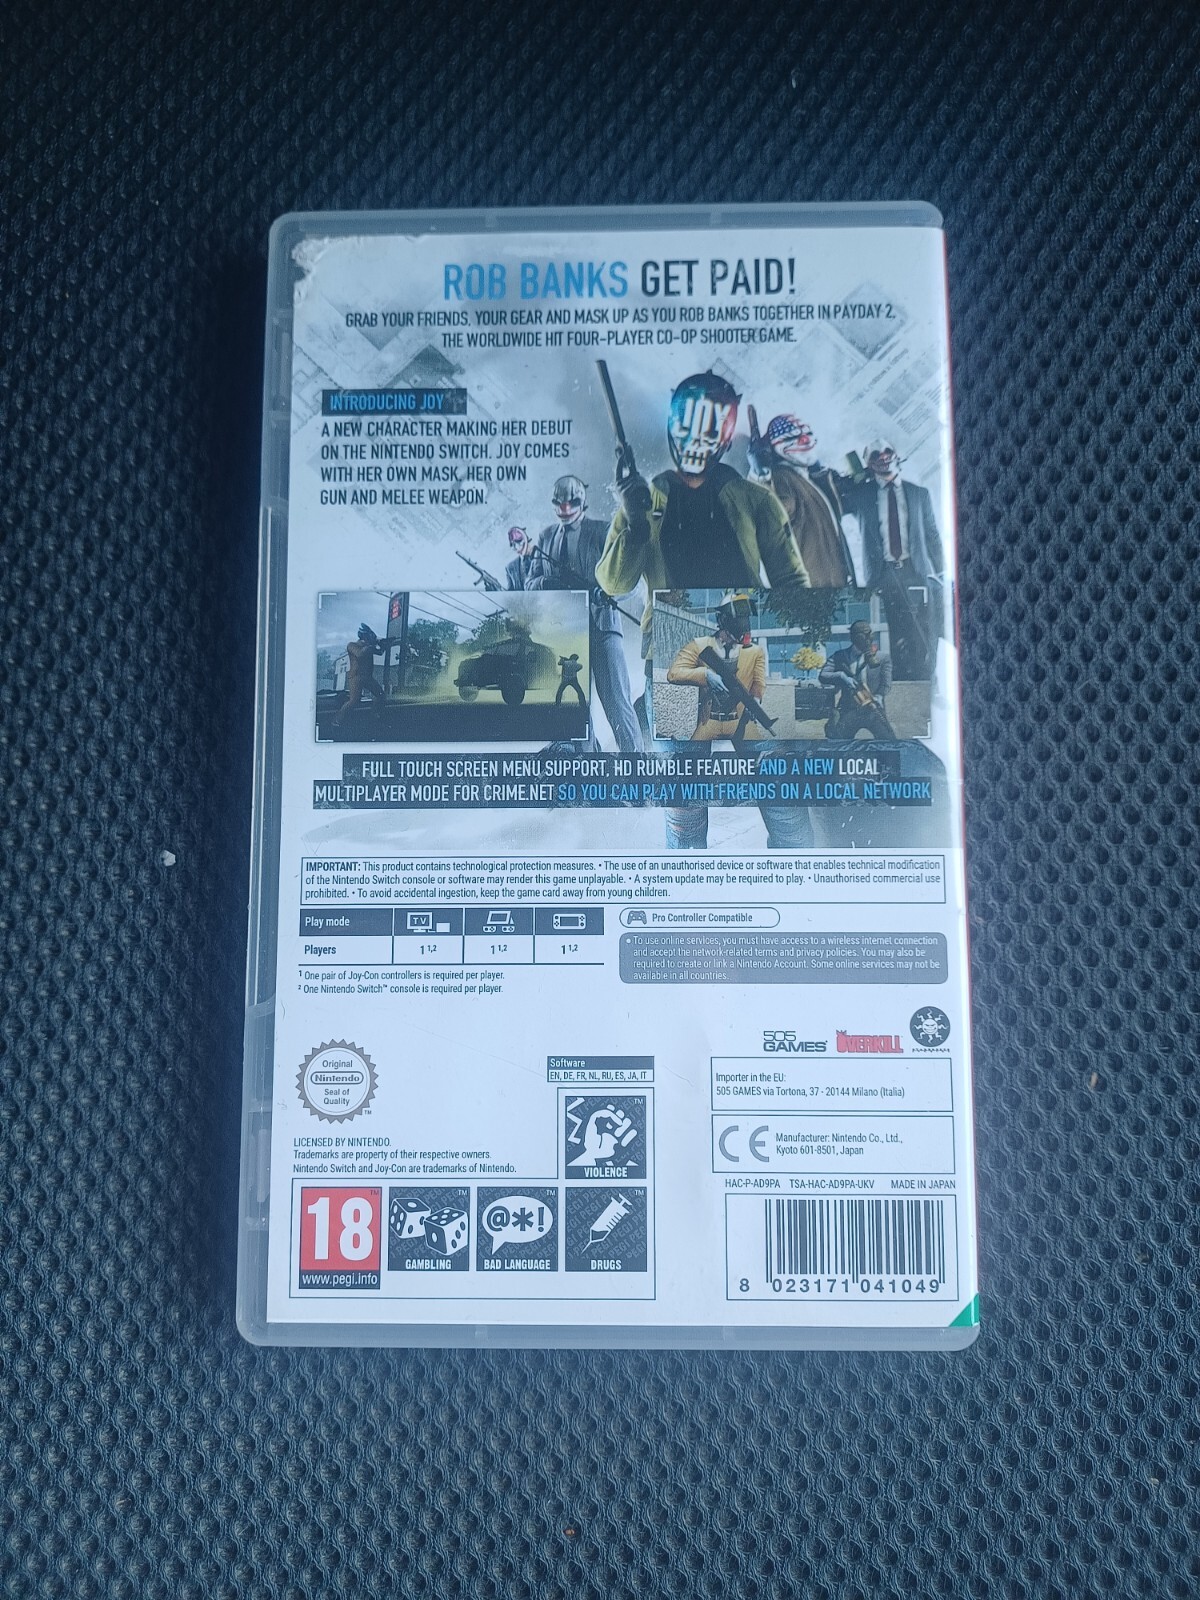 ROB BANKS GET PAID!
GRAB YOUR FRIENDS, YOUR GEAR AND MASK UP AS YOU ROB BANKS TOGETHER IN PAYDAY 2,
THE WORLDWIDE HIT FOUR-PLAYER CO-OP SHOOTER GAME.
JOY
INTRODUCING JOY
A NEW CHARACTER MAKING HER DEBUT
ON THE NINTENDO SWITCH. JOY COMES
WITH HER OWN MASK, HER OWN
GUN AND MELEE WEAPON.
FULL TOUCH SCREEN MENU SUPPORT, HD RUMBLE FEATURE AND A NEW LOCAL
MULTIPLAYER MODE FOR CRIME.NET SO YOU CAN PLAY WITH FRIENDS ON A LOCAL NETWORK
IMPORTANT: This product contains technological protection measures. • The use of an unauthorised device or software that enables technical modification
of the Nintendo Switch console or software may render this game unplayable. • A system update may be required to play. • Unauthorised commercial use
prohibited. • To avoid accidental ingestion, keep the game card away from young children.
Play mode TV
Players 1 1,2 1 1,2 1 1,2
1 One pair of Joy-Con controllers is required per player.
2 One Nintendo Switch™ console is required per player.
Pro Controller Compatible
• To use online services, you must have access to a wireless internet connection
and accept the network-related terms and privacy policies. You may also be
required to create or link a Nintendo Account. Some online services may not be
available in all countries.
505
GAMES
OVERKILL
Original
Nintendo
Seal of
Quality
TM
Software
EN, DE, FR, NL, RU, ES, JA, IT
Importer in the EU:
505 GAMES via Tortona, 37 - 20144 Milano (Italia)
CE
Manufacturer: Nintendo Co., Ltd.,
Kyoto 601-8501, Japan
LICENSED BY NINTENDO.
Trademarks are property of their respective owners.
Nintendo Switch and Joy-Con are trademarks of Nintendo.
TM
VIOLENCE
18
TM
www.pegi.info
TM
GAMBLING
@*!
TM
BAD LANGUAGE
TM
DRUGS
HAC-P-AD9PA TSA-HAC-AD9PA-UKV MADE IN JAPAN
8 023171 041049